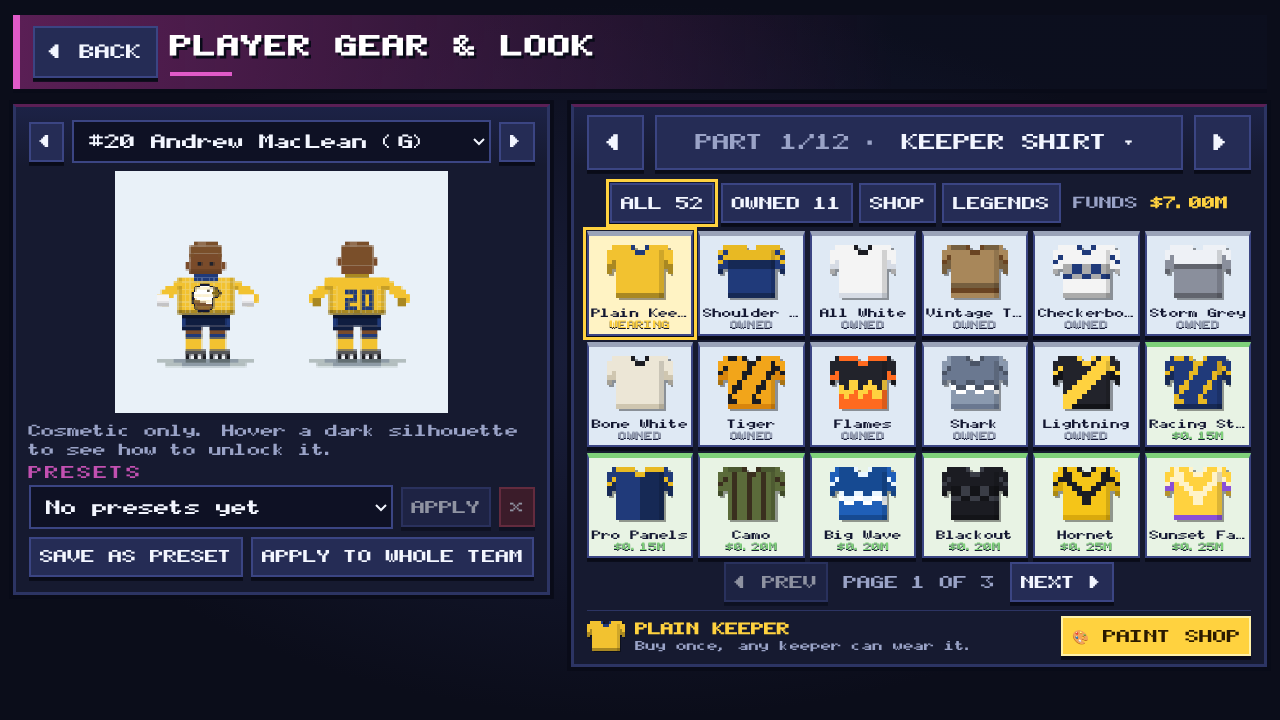 BACK
PLAYER GEAR & LOOK
#20 Andrew MacLean (G)
20
Cosmetic only. Hover a dark silhouette
to see how to unlock it.
PRESETS
No presets yet
APPLY
×
SAVE AS PRESET
APPLY TO WHOLE TEAM
PART 1/12 · KEEPER SHIRT
ALL 52
OWNED 11
SHOP
LEGENDS
FUNDS $7.00M
Plain Kee…
WEARING
Shoulder …
OWNED
All White
OWNED
Vintage T…
OWNED
Checkerbo…
OWNED
Storm Grey
OWNED
Bone White
OWNED
Tiger
OWNED
Flames
OWNED
Shark
OWNED
Lightning
OWNED
Racing St…
$0.15M
Pro Panels
$0.15M
Camo
$0.20M
Big Wave
$0.20M
Blackout
$0.20M
Hornet
$0.25M
Sunset Fa…
$0.25M
PREV
PAGE 1 OF 3
NEXT
PLAIN KEEPER
Buy once, any keeper can wear it.
PAINT SHOP